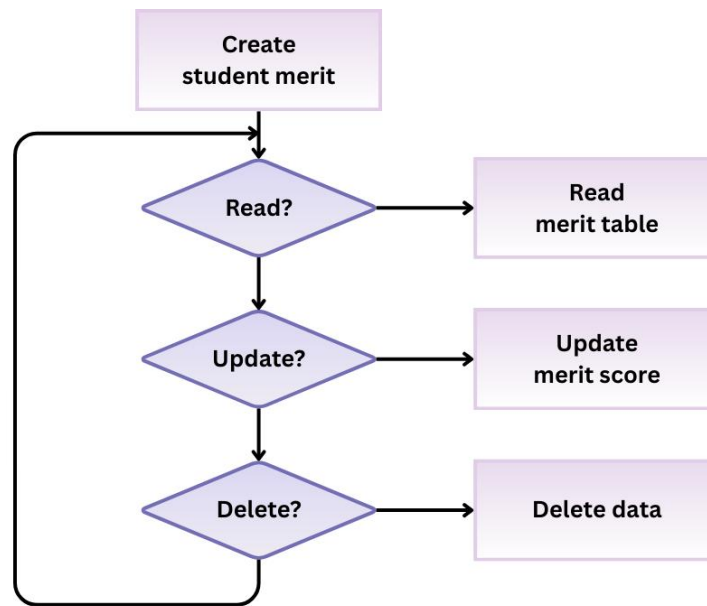 Create
student merit
Read?
Read
merit table
Update?
Update
merit score
Delete?
Delete data